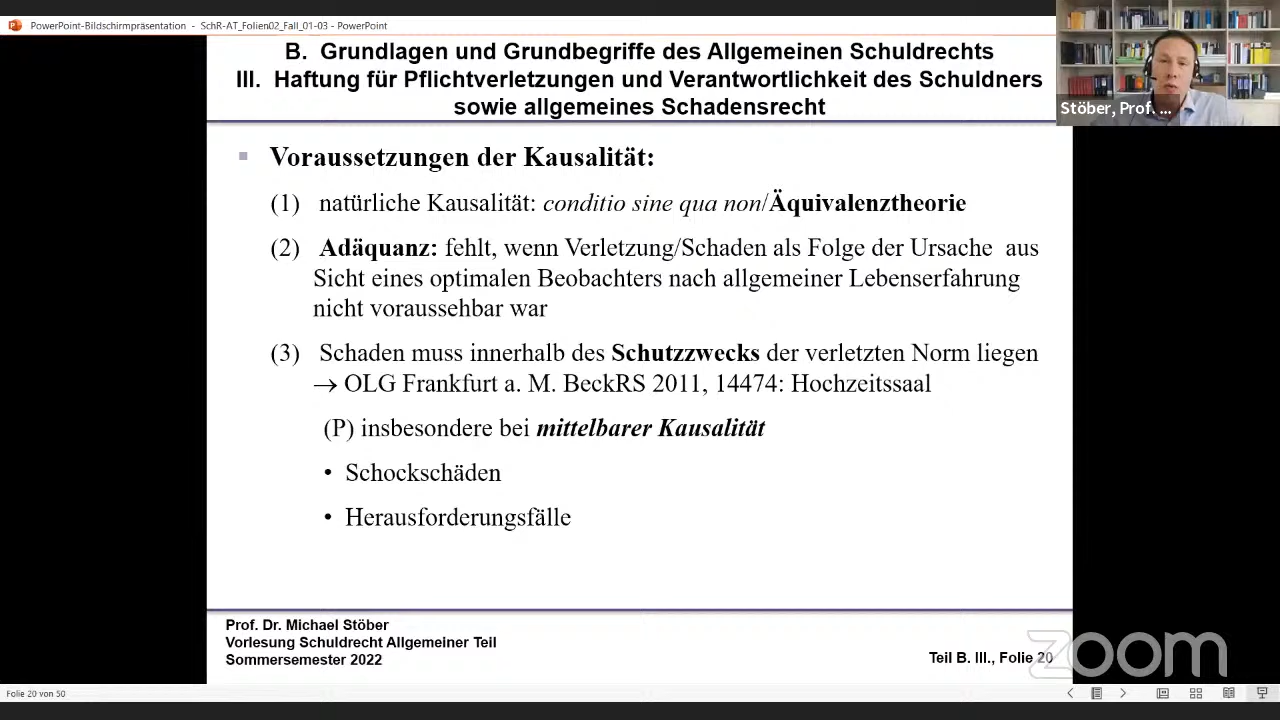 PowerPoint-Bildschirmpräsentation - SchR-AT_Folien02_Fall_01-03 - PowerPoint
B. Grundlagen und Grundbegriffe des Allgemeinen Schuldrechts
III. Haftung für Pflichtverletzungen und Verantwortlichkeit des Schuldners
sowie allgemeines Schadensrecht
Stöber, Prof. ...
Voraussetzungen der Kausalität:
(1) natürliche Kausalität: conditio sine qua non/Äquivalenztheorie
(2) Adäquanz: fehlt, wenn Verletzung/Schaden als Folge der Ursache aus
Sicht eines optimalen Beobachters nach allgemeiner Lebenserfahrung
nicht voraussehbar war
(3) Schaden muss innerhalb des Schutzzwecks der verletzten Norm liegen
→ OLG Frankfurt a. M. BeckRS 2011, 14474: Hochzeitssaal
(P) insbesondere bei mittelbarer Kausalität
• Schockschäden
• Herausforderungsfälle
Prof. Dr. Michael Stöber
Vorlesung Schuldrecht Allgemeiner Teil
Sommersemester 2022
Teil B. III., Folie 20
zoom
Folie 20 von 50